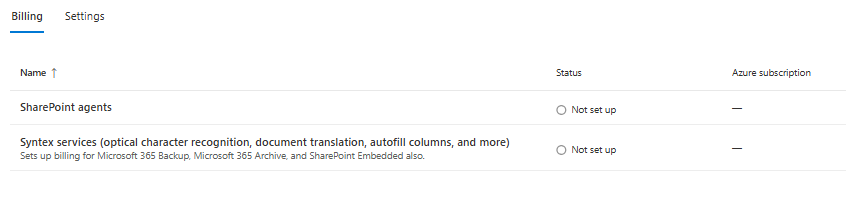 Billing Settings
Name ↑ Status Azure subscription
SharePoint agents Not set up —
Syntex services (optical character recognition, document translation, autofill columns, and more) Not set up —
Sets up billing for Microsoft 365 Backup, Microsoft 365 Archive, and SharePoint Embedded also.